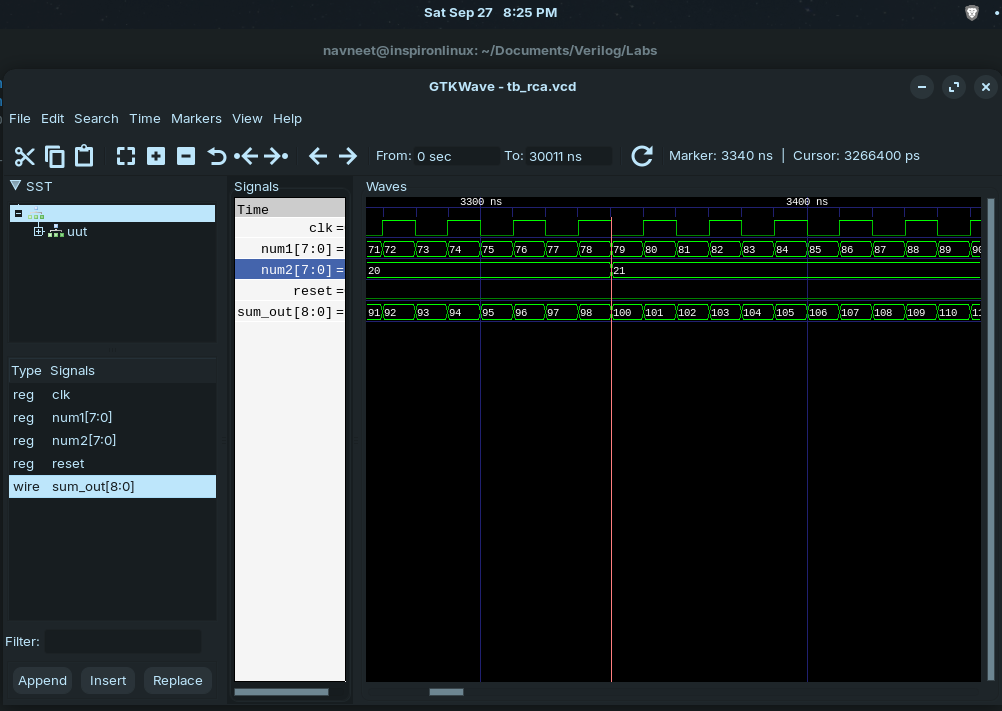 Sat Sep 27 8:25 PM
navneet@inspironlinux: ~/Documents/Verilog/Labs
GTKWave - tb_rca.vcd
File Edit Search Time Markers View Help
From: 0 sec To: 30011 ns Marker: 3340 ns | Cursor: 3266400 ps
SST
uut
Type Signals
reg clk
reg num1[7:0]
reg num2[7:0]
reg reset
wire sum_out[8:0]
Filter:
Append Insert Replace
Signals
Time
clk =
num1[7:0] =
num2[7:0] =
reset =
sum_out[8:0] =
Waves
3300 ns 3400 ns
71 72 73 74 75 76 77 78 79 80 81 82 83 84 85 86 87 88 89
20 21
91 92 93 94 95 96 97 98 100 101 102 103 104 105 106 107 108 109 110